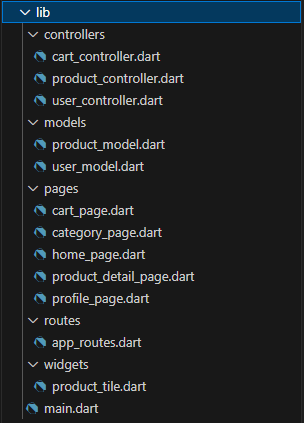 lib
controllers
cart_controller.dart
product_controller.dart
user_controller.dart
models
product_model.dart
user_model.dart
pages
cart_page.dart
category_page.dart
home_page.dart
product_detail_page.dart
profile_page.dart
routes
app_routes.dart
widgets
product_tile.dart
main.dart